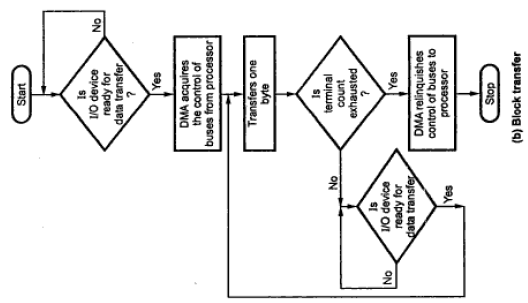 Start
Is
I/O device
ready for
data transfer
?
No
Yes
DMA acquires
the control of
buses from processor
Transfers one
byte
Is
terminal
count
exhausted
?
No
Yes
Is
I/O device
ready for
data transfer
No
Yes
DMA relinquishes
control of buses to
processor
Stop
(b) Block transfer